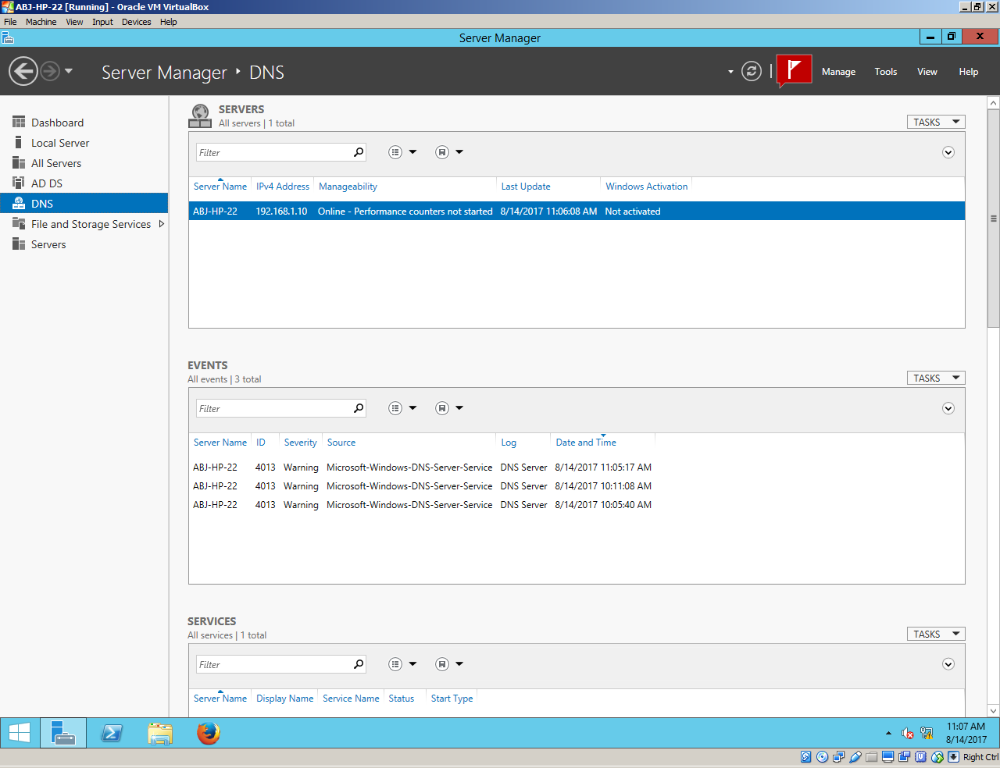 ABJ-HP-22 [Running] - Oracle VM VirtualBox
File Machine View Input Devices Help
Server Manager
Server Manager DNS
Manage Tools View Help
Dashboard
Local Server
All Servers
AD DS
DNS
File and Storage Services
Servers
SERVERS
All servers | 1 total
TASKS
Filter
Server Name IPv4 Address Manageability Last Update Windows Activation
ABJ-HP-22 192.168.1.10 Online - Performance counters not started 8/14/2017 11:06:08 AM Not activated
EVENTS
All events | 3 total
TASKS
Filter
Server Name ID Severity Source Log Date and Time
ABJ-HP-22 4013 Warning Microsoft-Windows-DNS-Server-Service DNS Server 8/14/2017 11:05:17 AM
ABJ-HP-22 4013 Warning Microsoft-Windows-DNS-Server-Service DNS Server 8/14/2017 10:11:08 AM
ABJ-HP-22 4013 Warning Microsoft-Windows-DNS-Server-Service DNS Server 8/14/2017 10:05:40 AM
SERVICES
All services | 1 total
TASKS
Filter
Server Name Display Name Service Name Status Start Type
11:07 AM
8/14/2017
Right Ctrl